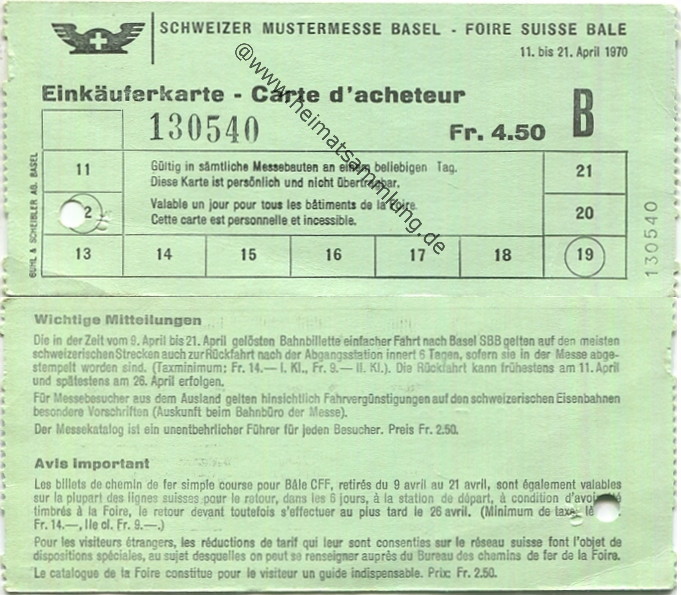 SCHWEIZER MUSTERMESSE BASEL - FOIRE SUISSE BALE
11. bis 21. April 1970
Einkäuferkarte - Carte d'acheteur
B
130540
Fr. 4.50
11
Gültig in sämtliche Messebauten an einem beliebigen Tag.
Diese Karte ist persönlich und nicht übertragbar.
21
2
Valable un jour pour tous les bâtiments de la Foire.
Cette carte est personnelle et incessible.
20
13 14 15 16 17 18 19
BUHL & SCHEIBLER AG. BASEL
130540
@www.heimatsammlung.de
Wichtige Mitteilungen
Die in der Zeit vom 9. April bis 21. April gelösten Bahnbillette einfacher Fahrt nach Basel SBB gelten auf den meisten
schweizerischen Strecken auch zur Rückfahrt nach der Abgangsstation innert 6 Tagen, sofern sie in der Messe abge-
stempelt worden sind. (Taxminimum: Fr. 14.— I. Kl., Fr. 9.— II. Kl.). Die Rückfahrt kann frühestens am 11. April
und spätestens am 26. April erfolgen.
Für Messebesucher aus dem Ausland gelten hinsichtlich Fahrvergünstigungen auf den schweizerischen Eisenbahnen
besondere Vorschriften (Auskunft beim Bahnbüro der Messe).
Der Messekatalog ist ein unentbehrlicher Führer für jeden Besucher. Preis Fr. 2.50.
Avis important
Les billets de chemin de fer simple course pour Bâle CFF, retirés du 9 avril au 21 avril, sont également valables
sur la plupart des lignes suisses pour le retour, dans les 6 jours, à la station de départ, à condition d'avoir été
timbrés à la Foire, le retour devant toutefois s'effectuer au plus tard le 26 avril. (Minimum de taxe,
Fr. 14.—, IIe cl. Fr. 9.—.)
Pour les visiteurs étrangers, les réductions de tarif qui leur sont consenties sur le réseau suisse font l'objet de
dispositions spéciales, au sujet desquelles on peut se renseigner auprès du Bureau des chemins de fer de la Foire.
Le catalogue de la Foire constitue pour le visiteur un guide indispensable. Prix: Fr. 2.50.